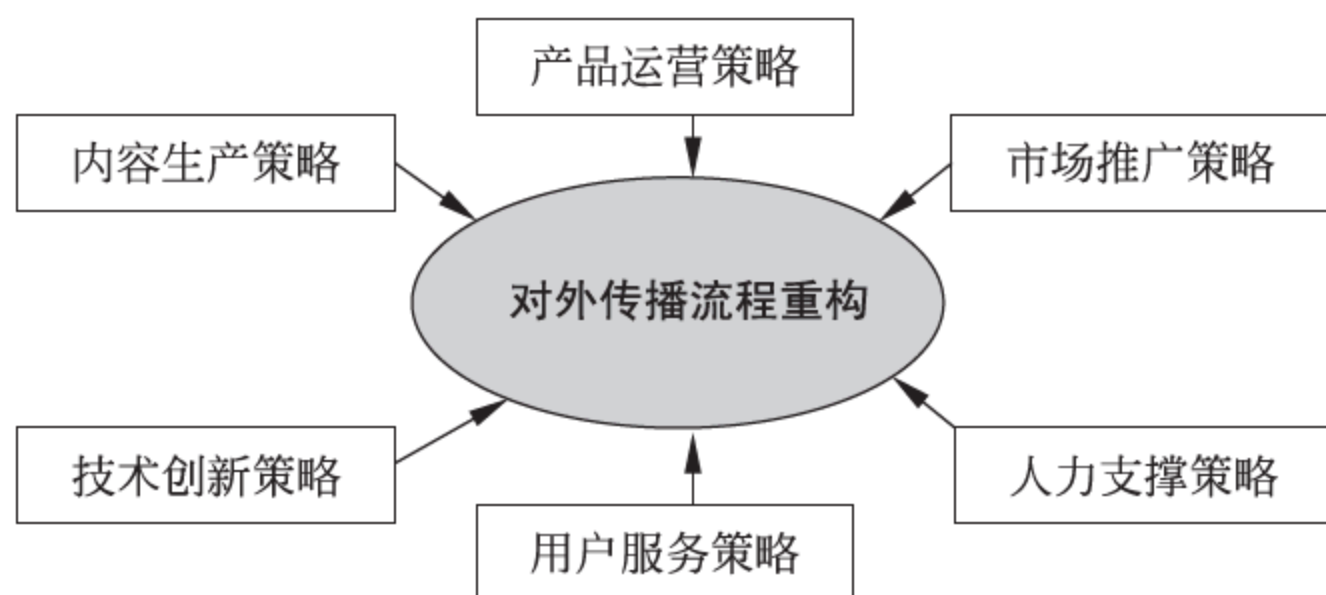 产品运营策略
内容生产策略
市场推广策略
对外传播流程重构
技术创新策略
人力支撑策略
用户服务策略